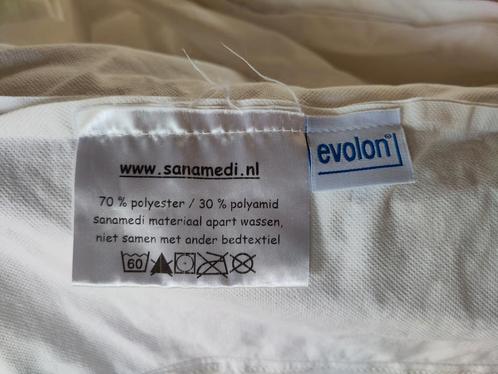 www.sanamedi.nl
evolon®
70 % polyester / 30 % polyamid
sanamedi materiaal apart wassen,
niet samen met ander bedtextiel
60